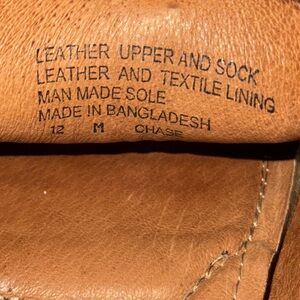 LEATHER UPPER AND SOCK
LEATHER AND TEXTILE LINING
MAN MADE SOLE
MADE IN BANGLADESH
12 M CHASE